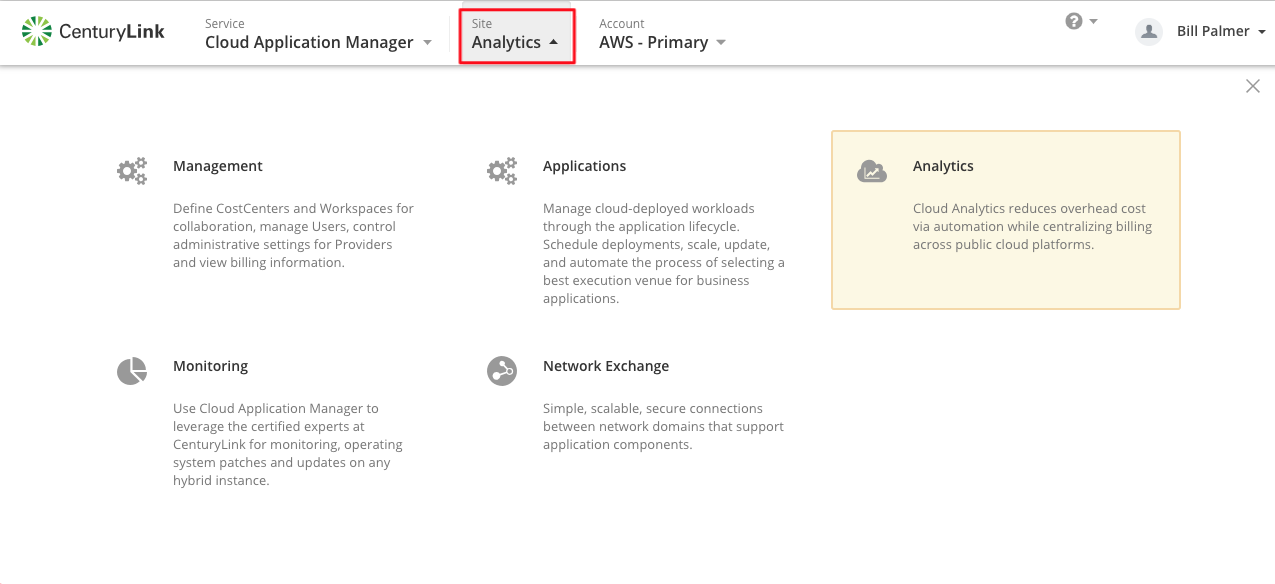 CenturyLink
Service
Cloud Application Manager
Site
Analytics
Account
AWS - Primary
?
Bill Palmer
Management
Define CostCenters and Workspaces for
collaboration, manage Users, control
administrative settings for Providers
and view billing information.
Applications
Manage cloud-deployed workloads
through the application lifecycle.
Schedule deployments, scale, update,
and automate the process of selecting a
best execution venue for business
applications.
Analytics
Cloud Analytics reduces overhead cost
via automation while centralizing billing
across public cloud platforms.
Monitoring
Use Cloud Application Manager to
leverage the certified experts at
CenturyLink for monitoring, operating
system patches and updates on any
hybrid instance.
Network Exchange
Simple, scalable, secure connections
between network domains that support
application components.